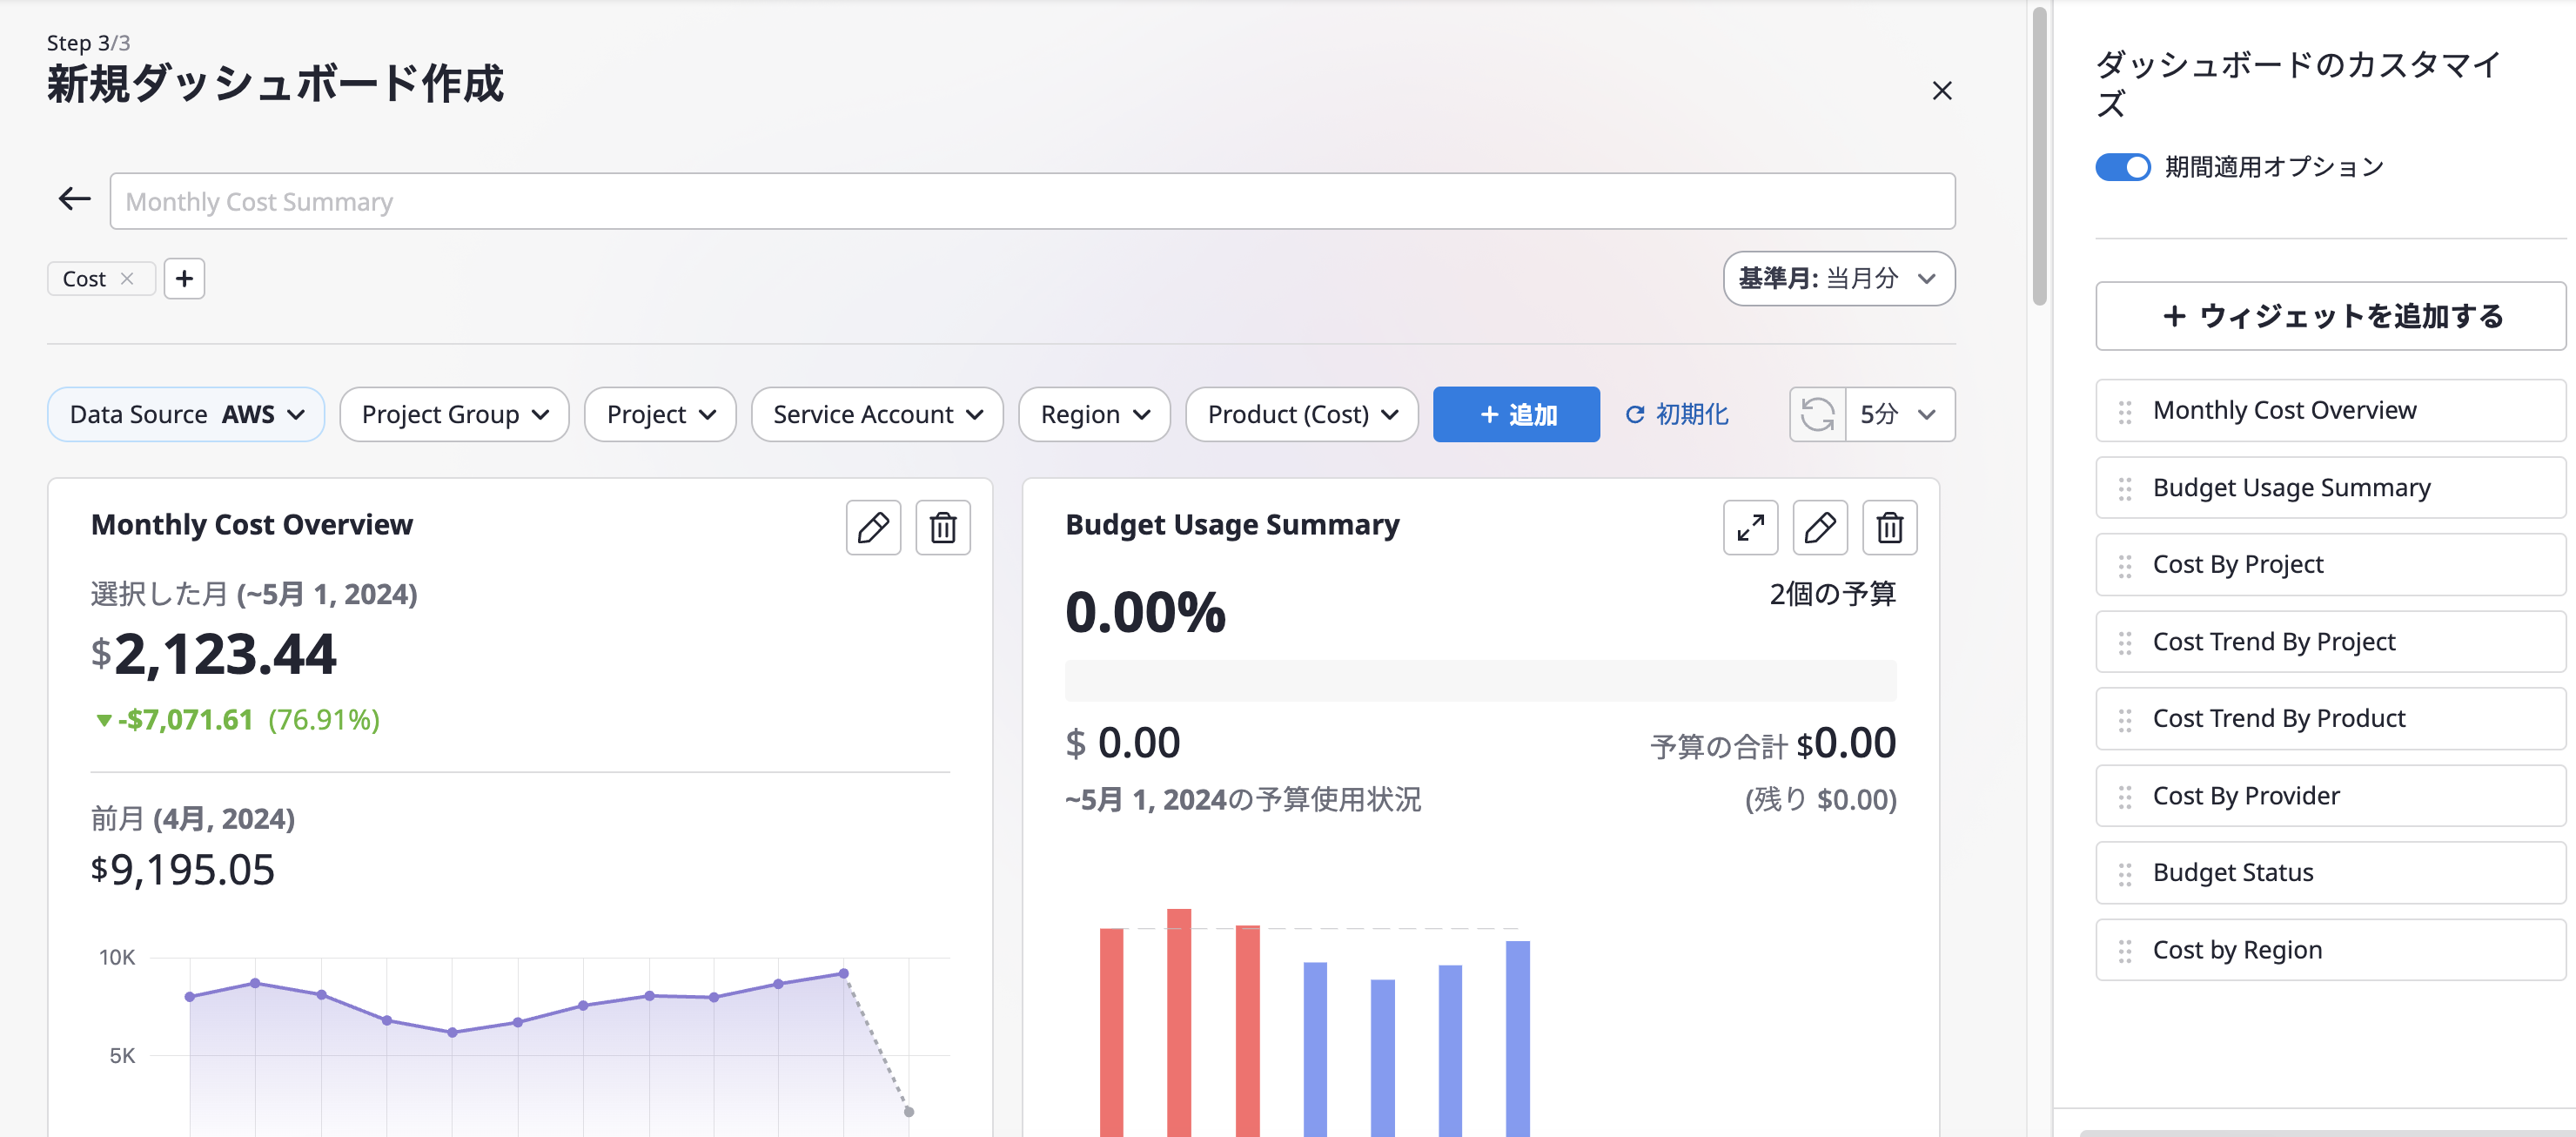 Step 3/3
新規ダッシュボード作成
Monthly Cost Summary
Cost
基準月: 当月分
Data Source AWS
Project Group
Project
Service Account
Region
Product (Cost)
+ 追加
初期化
5分
Monthly Cost Overview
選択した月 (~5月 1, 2024)
$2,123.44
▼-$7,071.61 (76.91%)
前月 (4月, 2024)
$9,195.05
10K
5K
Budget Usage Summary
0.00%
2個の予算
$ 0.00
予算の合計 $0.00
~5月 1, 2024の予算使用状況
(残り $0.00)
ダッシュボードのカスタマイ
ズ
期間適用オプション
+ ウィジェットを追加する
Monthly Cost Overview
Budget Usage Summary
Cost By Project
Cost Trend By Project
Cost Trend By Product
Cost By Provider
Budget Status
Cost by Region